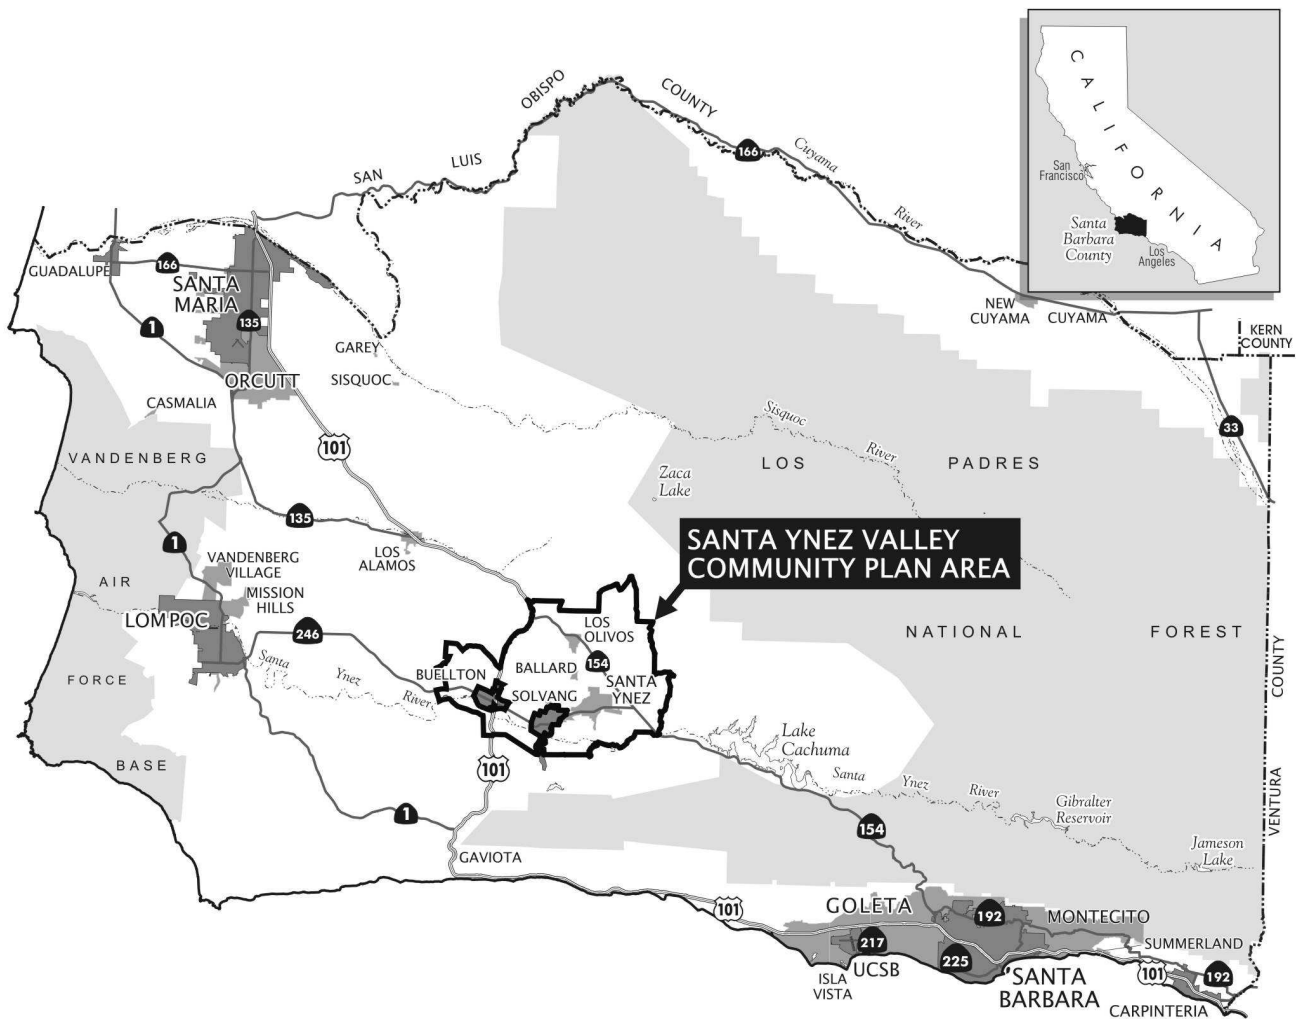 CALIFORNIA
San
Francisco
Santa
Barbara
County
Los
Angeles
SAN LUIS OBISPO COUNTY
166
Cuyama
River
GUADALUPE
166
SANTA
MARIA
1
135
ORCUTT
CASMALIA
GAREY
SISQUOC
NEW
CUYAMA
CUYAMA
KERN
COUNTY
33
101
Sisquoc
River
VANDENBERG
LOS PADRES
Zaca
Lake
135
1
LOS
ALAMOS
SANTA YNEZ VALLEY
COMMUNITY PLAN AREA
VANDENBERG
VILLAGE
MISSION
HILLS
AIR
LOMPOC
246
LOS
OLIVOS
154
BALLARD
BUELLTON
SOLVANG
SANTA
YNEZ
Santa
Ynez
River
NATIONAL FOREST
FORCE
BASE
VENTURA COUNTY
Lake
Cachuma
Santa
Ynez
River
Gibralter
Reservoir
Jameson
Lake
101
1
154
GAVIOTA
101
GOLETA
192
MONTECITO
217
225
SUMMERLAND
ISLA
VISTA
UCSB
SANTA
BARBARA
101
192
CARPINTERIA